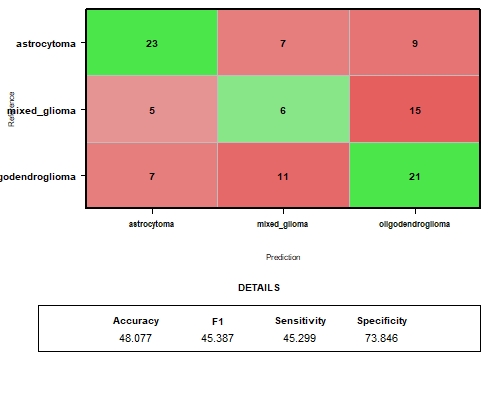 astrocytoma 23 7 9
mixed_glioma 5 6 15
godendroglioma 7 11 21
astrocytoma mixed_glioma oligodendroglioma
Prediction
DETAILS
Accuracy F1 Sensitivity Specificity
48.077 45.387 45.299 73.846